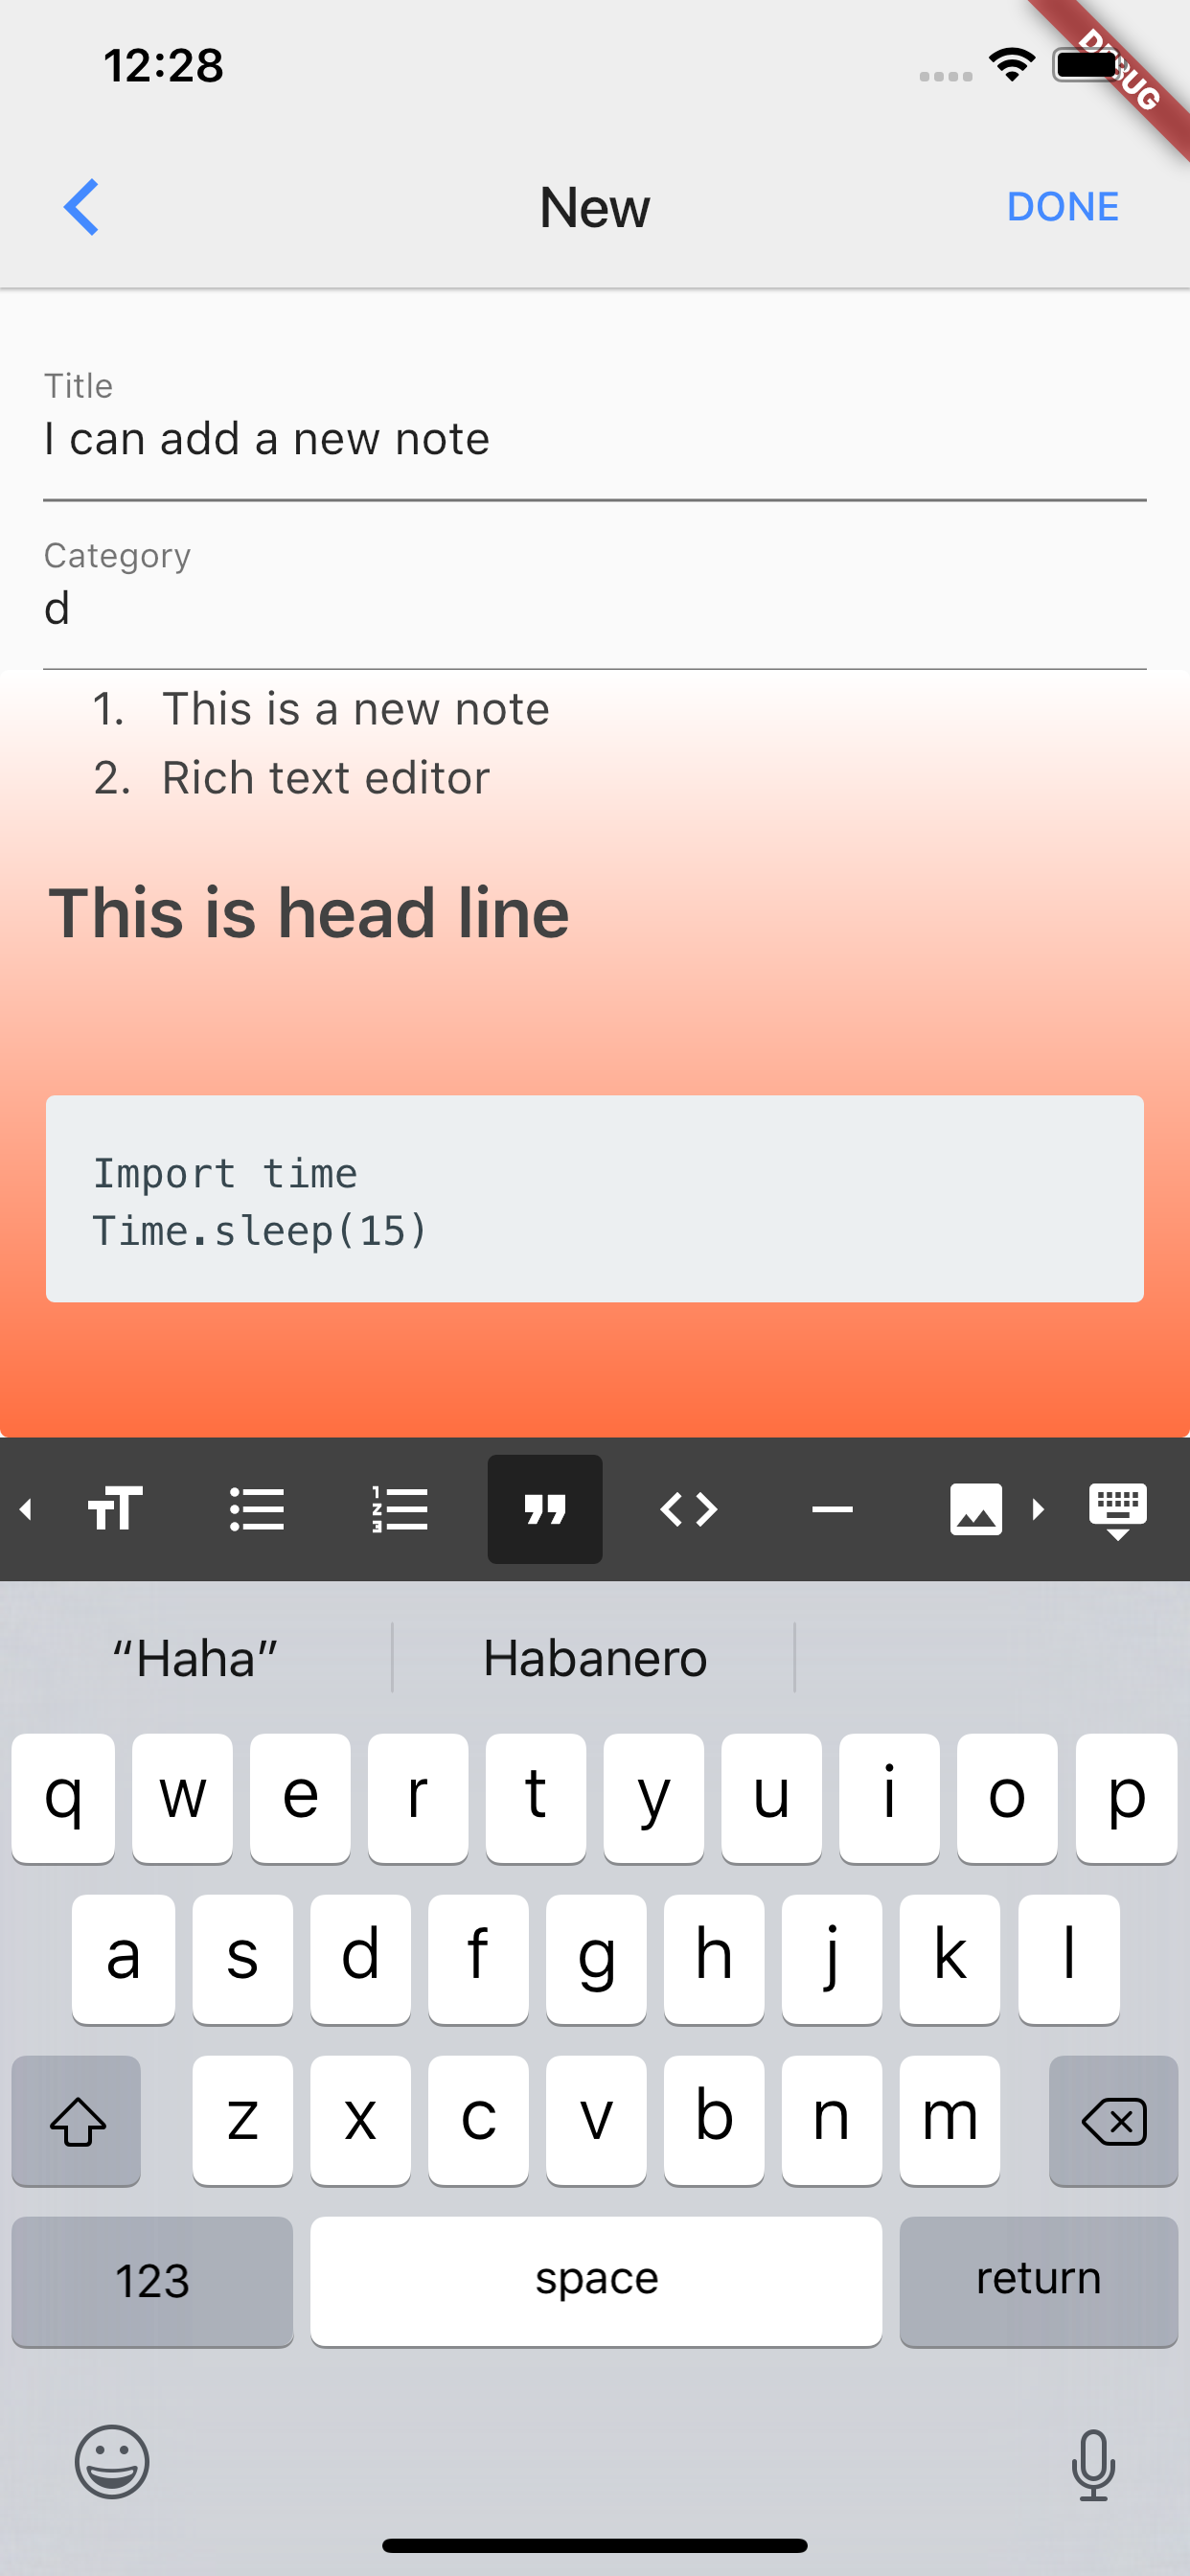 12:28
DEBUG
New
DONE
Title
I can add a new note
Category
d
1. This is a new note
2. Rich text editor
This is head line
Import time
Time.sleep(15)
“Haha” Habanero
q w e r t y u i o p
a s d f g h j k l
z x c v b n m
123 space return